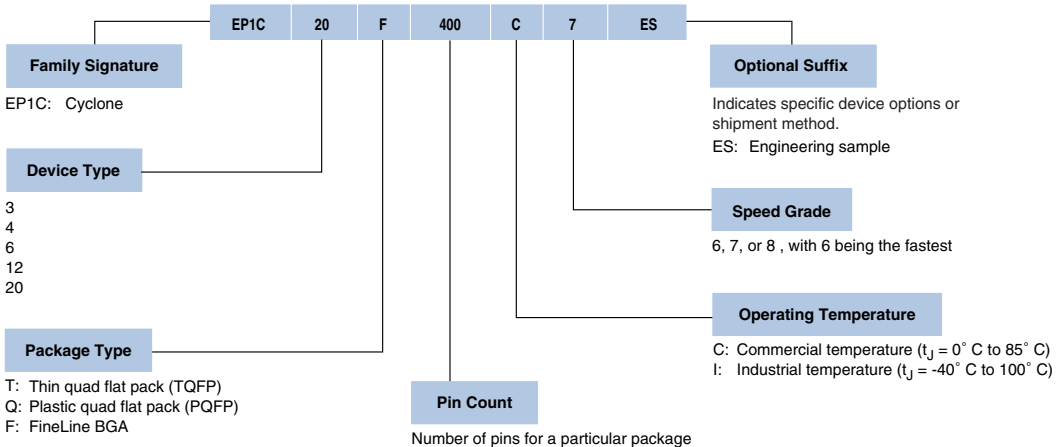 EP1C 20 F 400 C 7 ES
Family Signature
EP1C: Cyclone
Device Type
3
4
6
12
20
Package Type
T: Thin quad flat pack (TQFP)
Q: Plastic quad flat pack (PQFP)
F: FineLine BGA
Pin Count
Number of pins for a particular package
Optional Suffix
Indicates specific device options or
shipment method.
ES: Engineering sample
Speed Grade
6, 7, or 8 , with 6 being the fastest
Operating Temperature
C: Commercial temperature (tJ = 0° C to 85° C)
I: Industrial temperature (tJ = -40° C to 100° C)